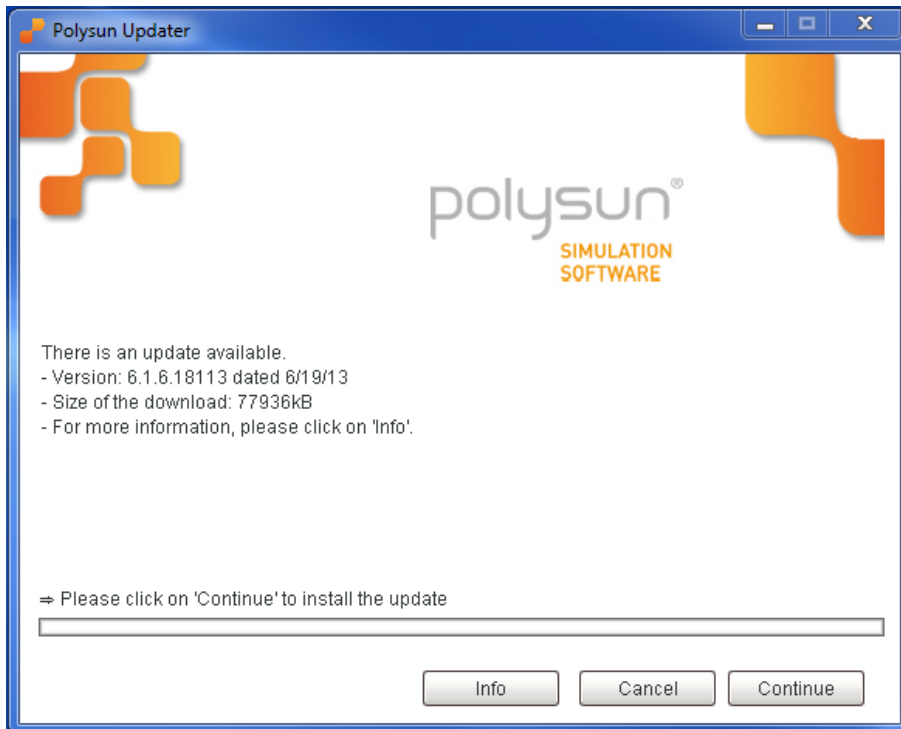 Polysun Updater
polysun®
SIMULATION
SOFTWARE
There is an update available.
- Version: 6.1.6.18113 dated 6/19/13
- Size of the download: 77936kB
- For more information, please click on 'Info'.
⇒ Please click on 'Continue' to install the update
Info Cancel Continue